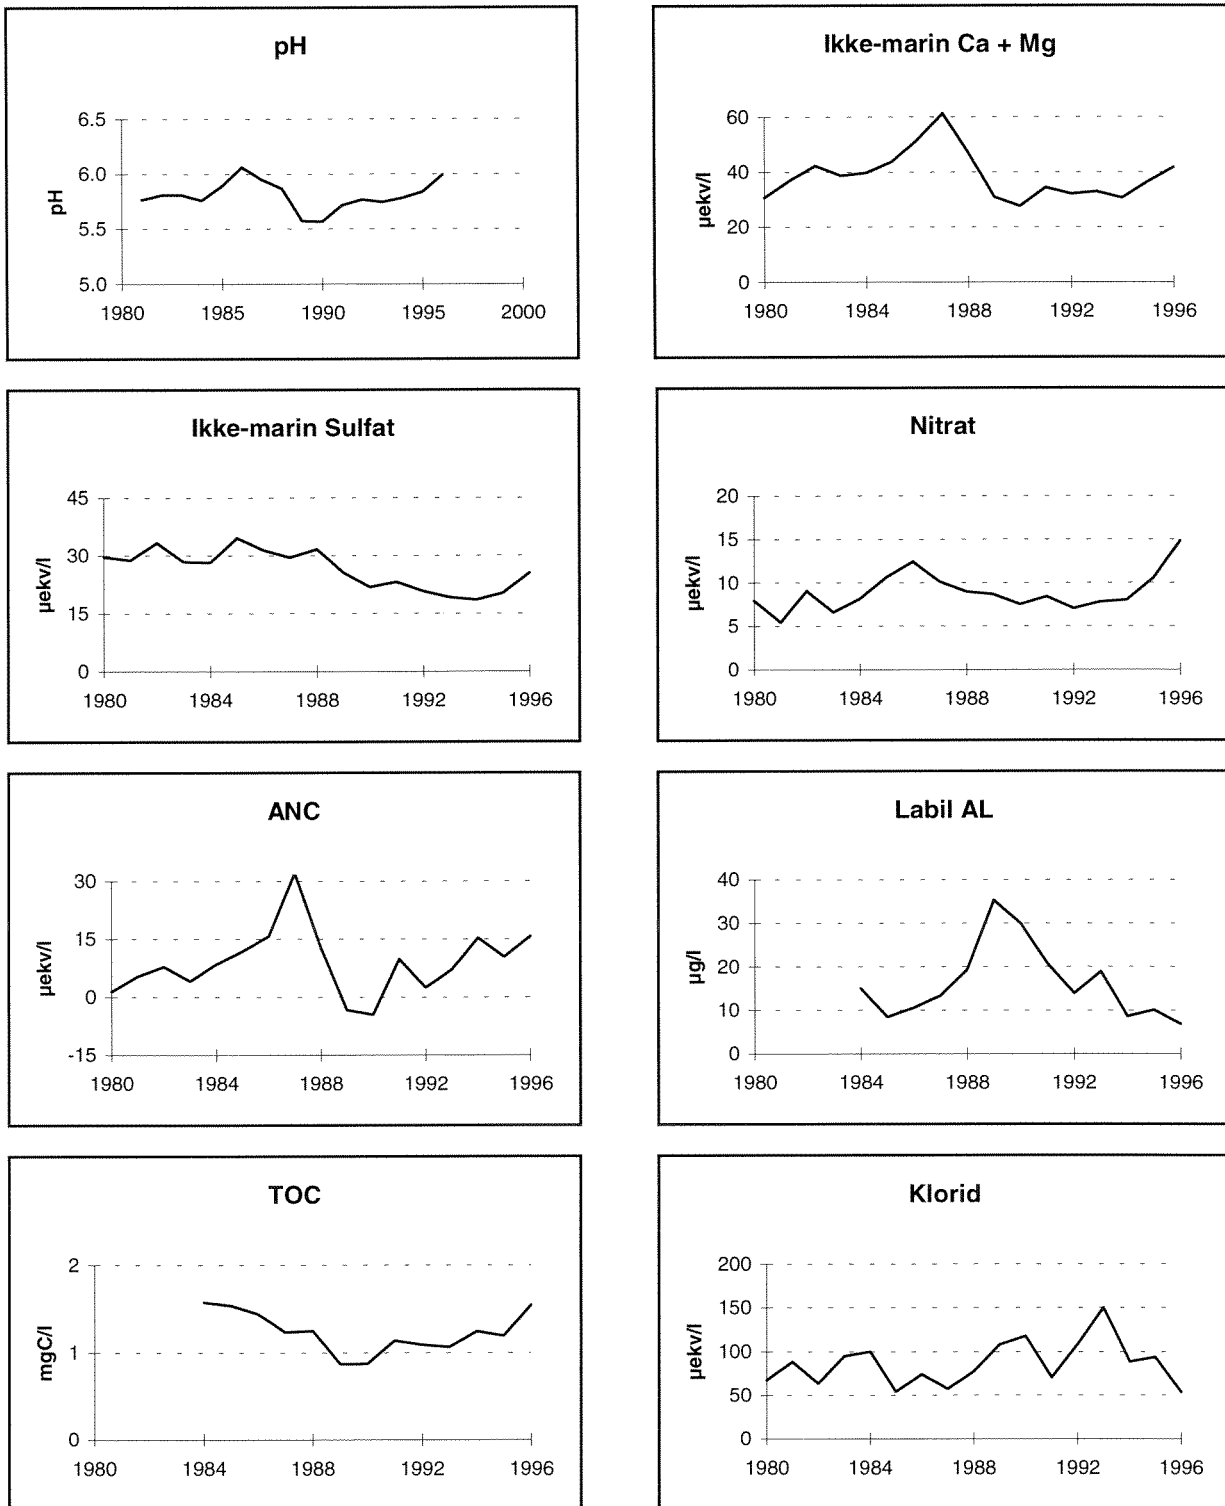 pH
6.5
6.0
5.5
5.0
pH
1980 1985 1990 1995 2000
Ikke-marin Ca + Mg
60
40
20
0
µekv/l
1980 1984 1988 1992 1996
Ikke-marin Sulfat
45
30
15
0
µekv/l
1980 1984 1988 1992 1996
Nitrat
20
15
10
5
0
µekv/l
1980 1984 1988 1992 1996
ANC
30
15
0
-15
µekv/l
1980 1984 1988 1992 1996
Labil AL
40
30
20
10
0
µg/l
1980 1984 1988 1992 1996
TOC
2
1
0
mgC/l
1980 1984 1988 1992 1996
Klorid
200
150
100
50
0
µekv/l
1980 1984 1988 1992 1996